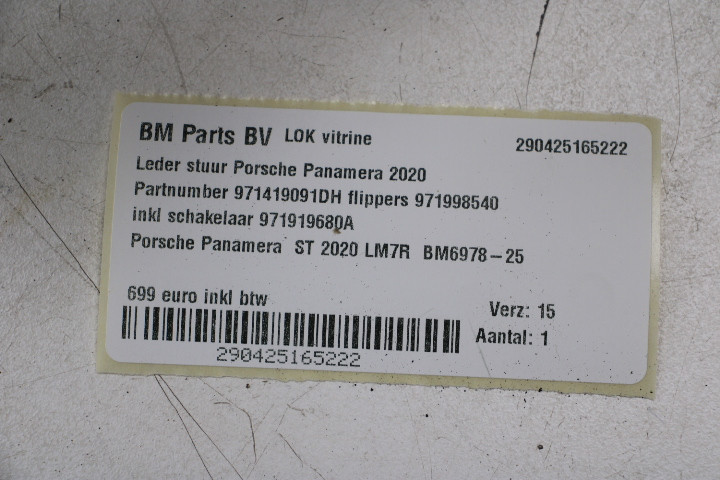 BM Parts BV LOK vitrine 290425165222
Leder stuur Porsche Panamera 2020
Partnumber 971419091DH flippers 971998540
inkl schakelaar 971919680A
Porsche Panamera ST 2020 LM7R BM6978-25
699 euro inkl btw
Verz: 15
Aantal: 1
290425165222